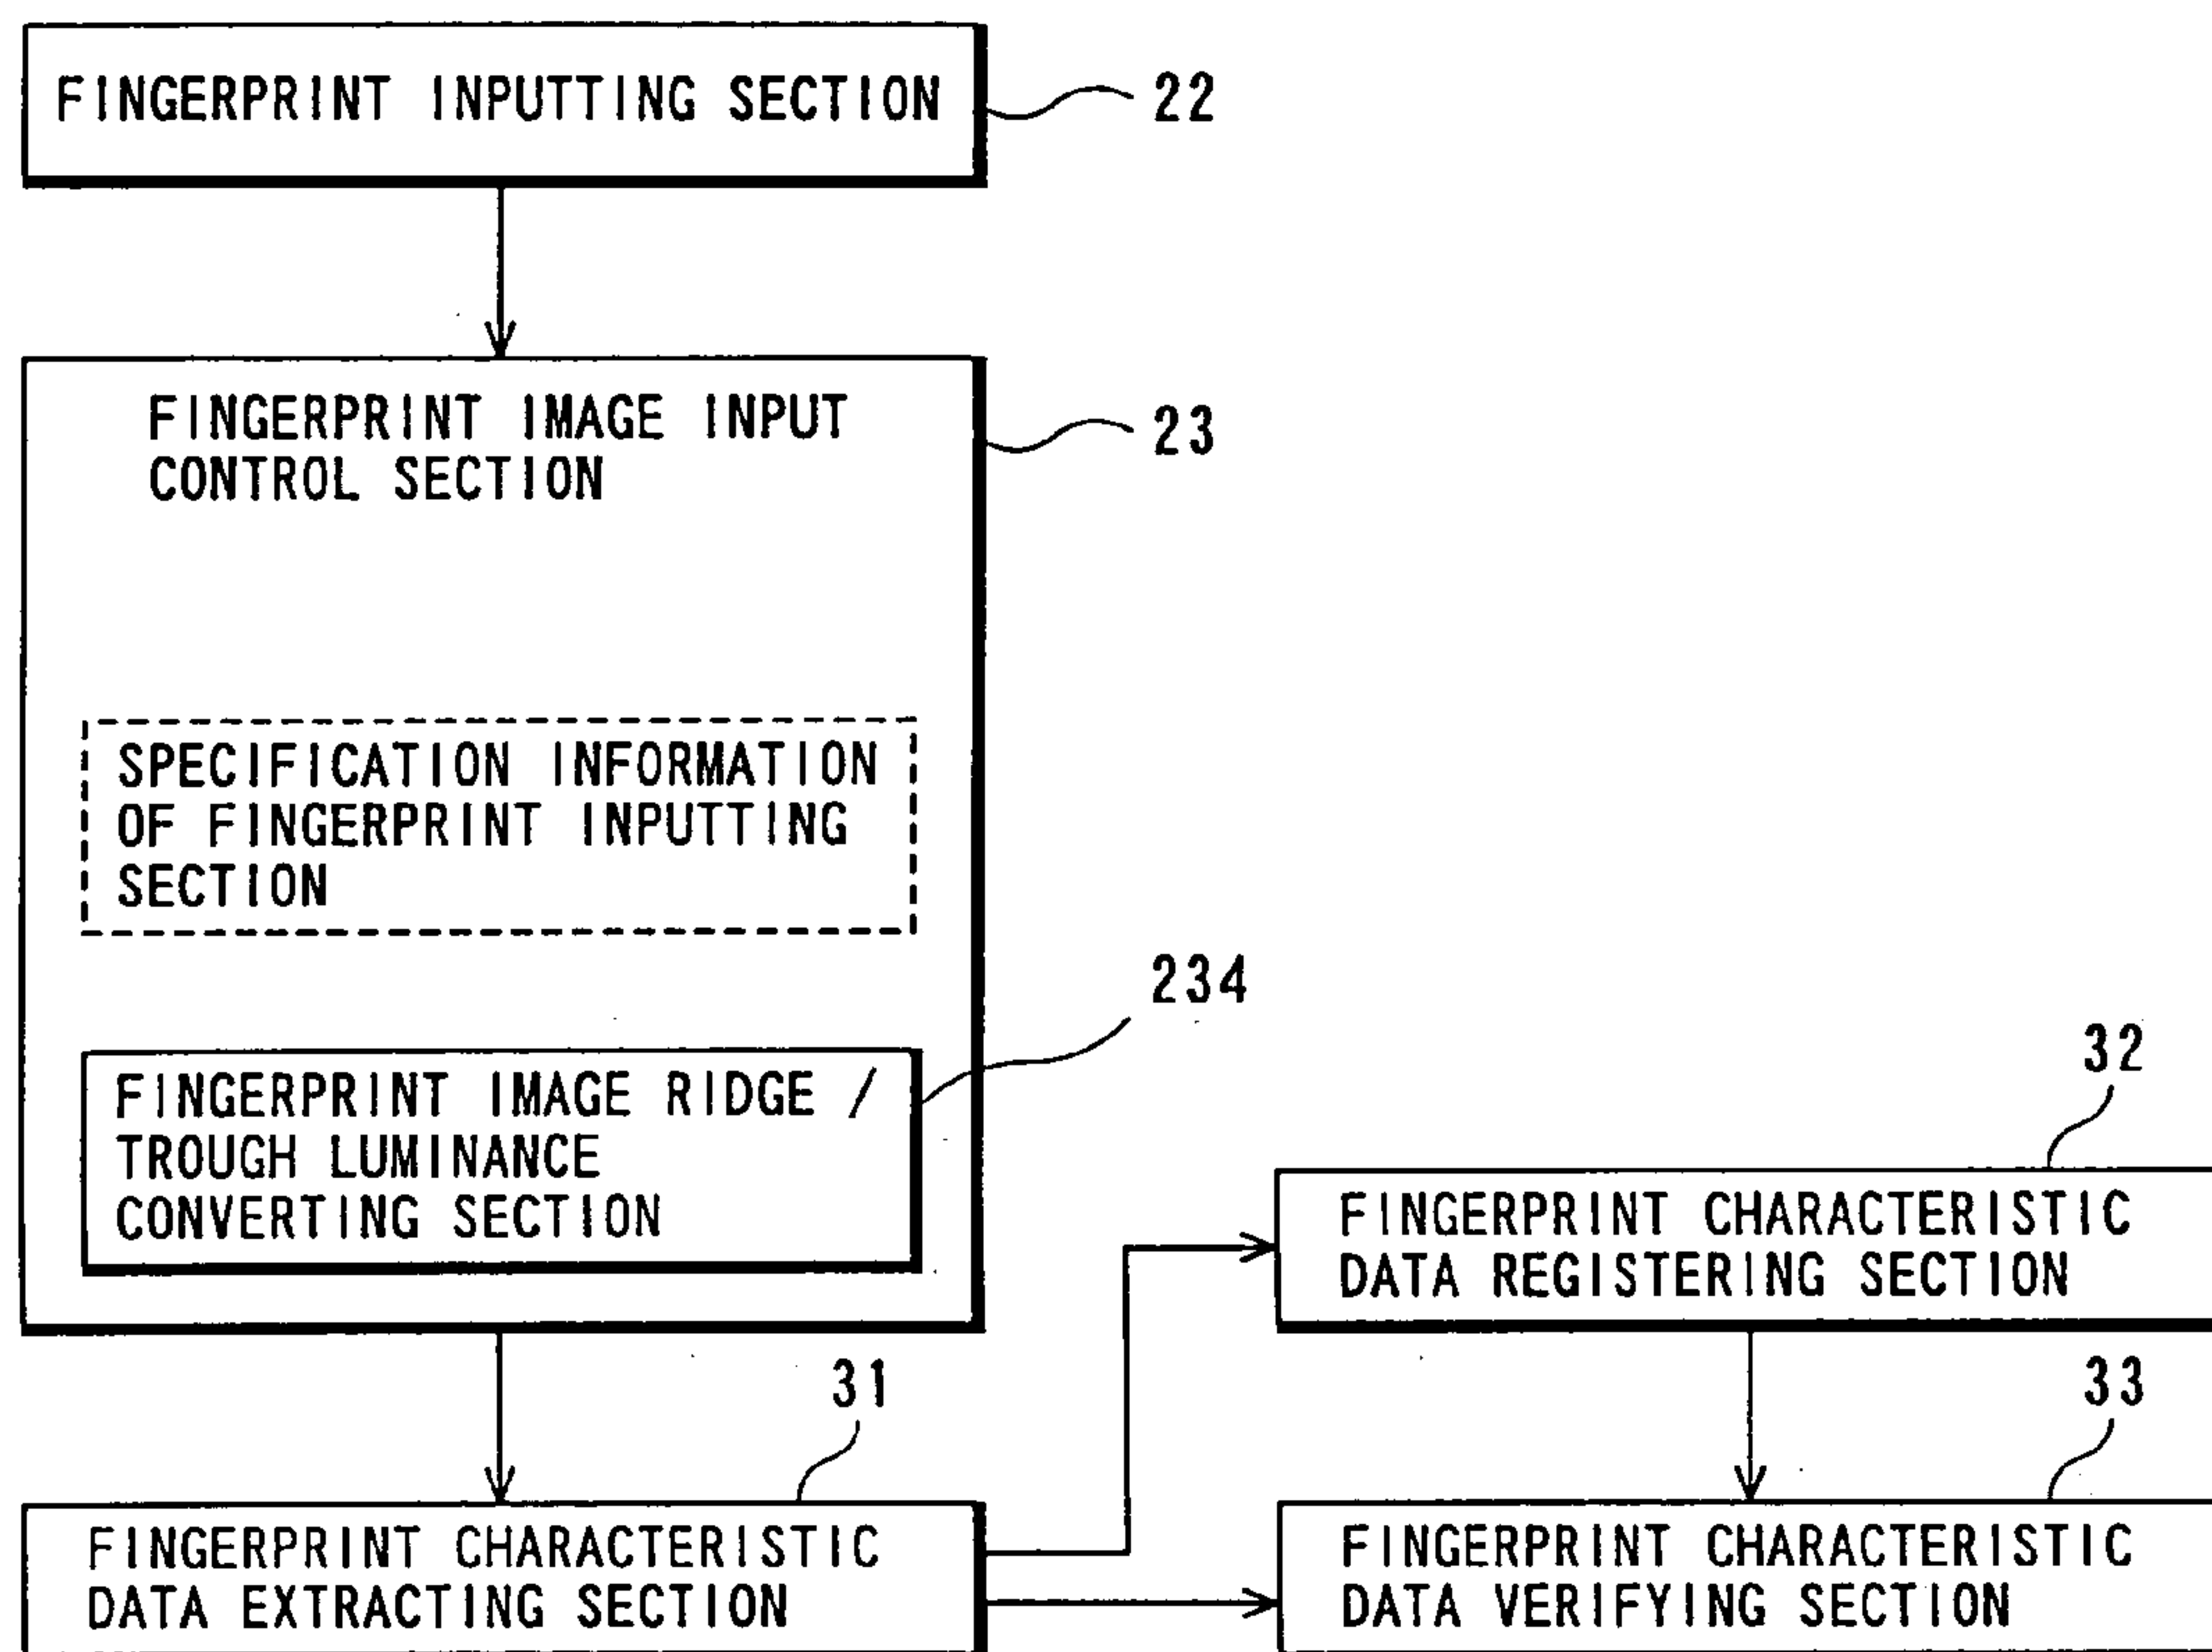 FINGERPRINT INPUTTING SECTION
22
FINGERPRINT IMAGE INPUT
CONTROL SECTION
23
SPECIFICATION INFORMATION
OF FINGERPRINT INPUTTING
SECTION
234
FINGERPRINT IMAGE RIDGE /
TROUGH LUMINANCE
CONVERTING SECTION
32
FINGERPRINT CHARACTERISTIC
DATA REGISTERING SECTION
31
FINGERPRINT CHARACTERISTIC
DATA EXTRACTING SECTION
33
FINGERPRINT CHARACTERISTIC
DATA VERIFYING SECTION